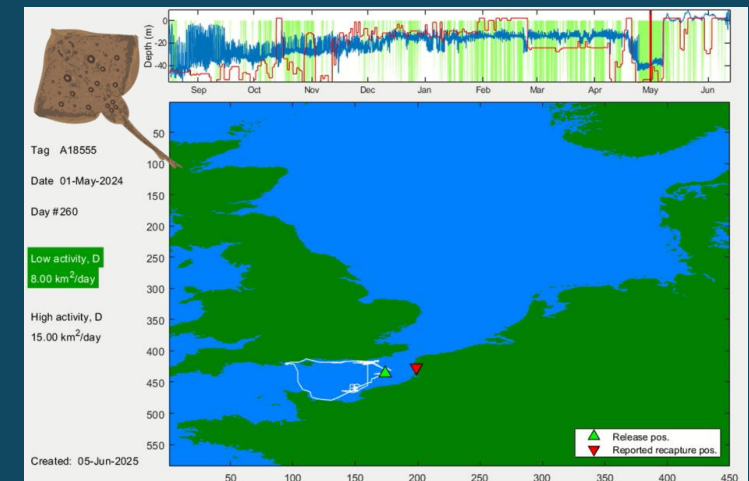 Depth (m)
0
-20
-40
Sep Oct Nov Dec Jan Feb Mar Apr May Jun
Tag A18555
Date 01-May-2024
Day #260
Low activity, D
8.00 km²/day
High activity, D
15.00 km²/day
Created: 05-Jun-2025
50
100
150
200
250
300
350
400
450
500
550
Release pos.
Reported recapture pos.
50 100 150 200 250 300 350 400 450